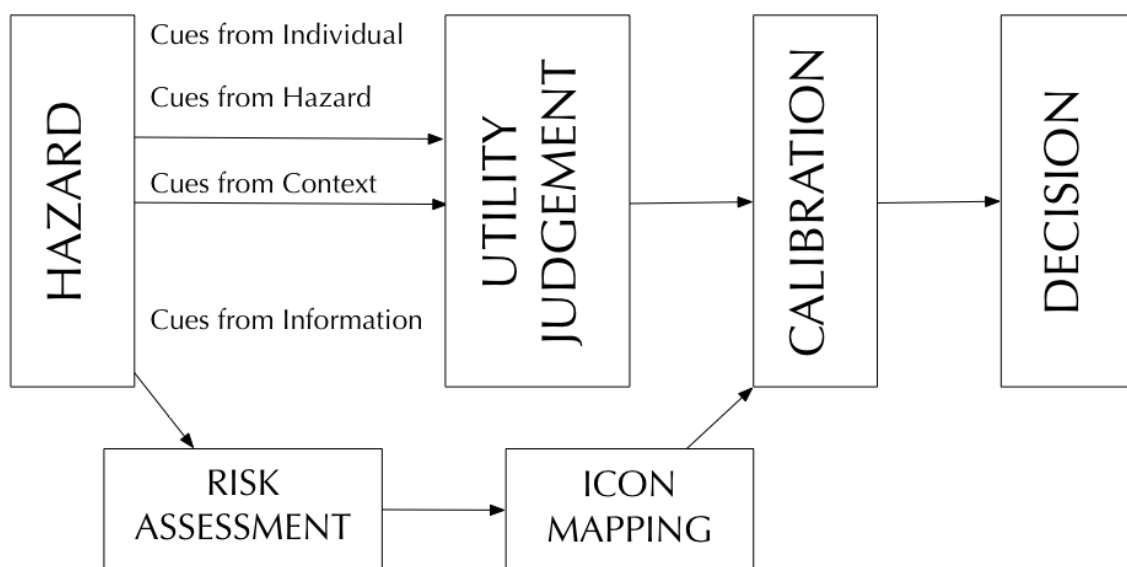 HAZARD
Cues from Individual
Cues from Hazard
Cues from Context
Cues from Information
UTILITY
JUDGEMENT
CALIBRATION
DECISION
RISK
ASSESSMENT
ICON
MAPPING